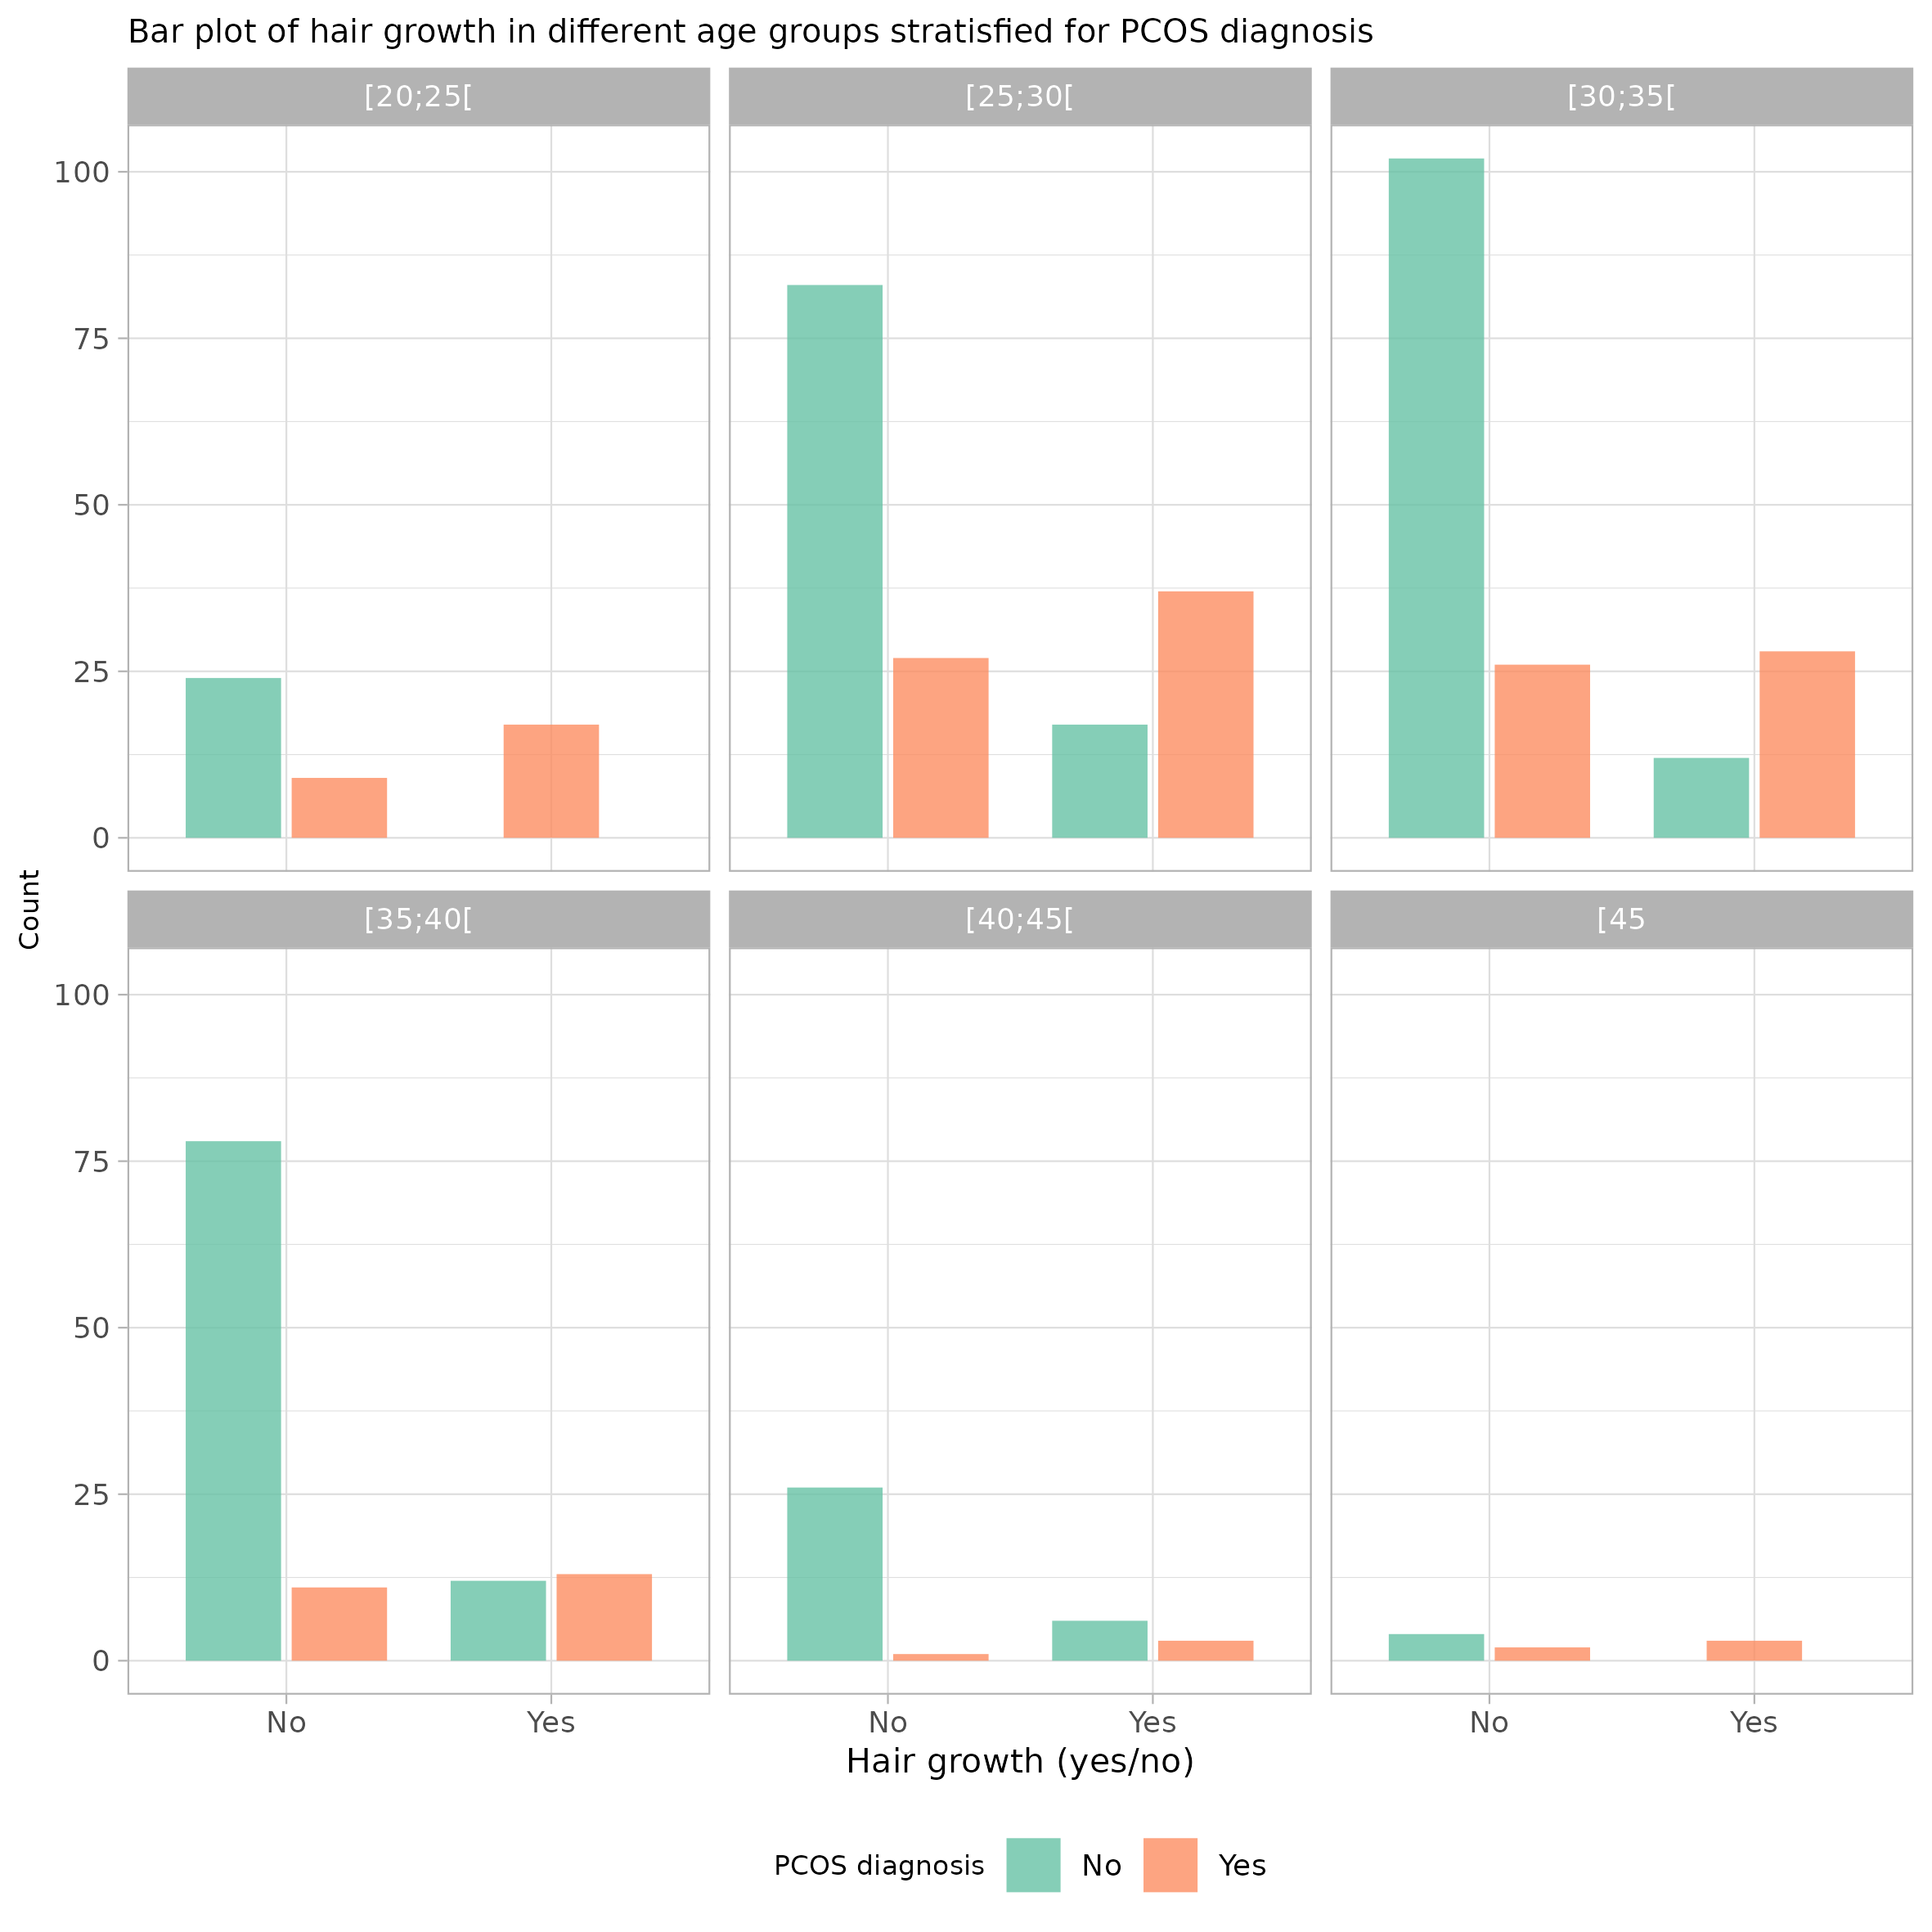 Bar plot of hair growth in different age groups stratisfied for PCOS diagnosis
[20;25[
[25;30[
[30;35[
100
75
50
25
0
Count
[35;40[
[40;45[
[45
100
75
50
25
0
No
Yes
No
Yes
No
Yes
Hair growth (yes/no)
PCOS diagnosis
No
Yes